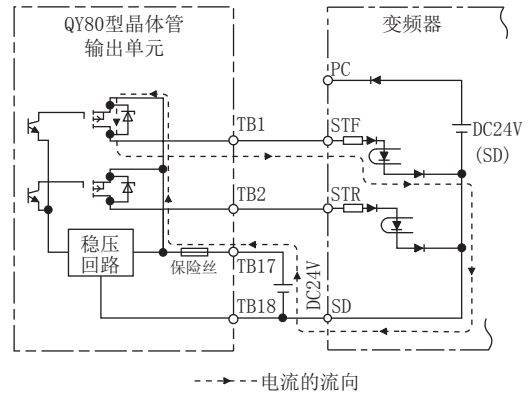 QY80型晶体管
输出单元
变频器
PC
DC24V
(SD)
TB1
STF
TB2
STR
稳压
回路
保险丝
TB17
DC24V
TB18
SD
电流的流向